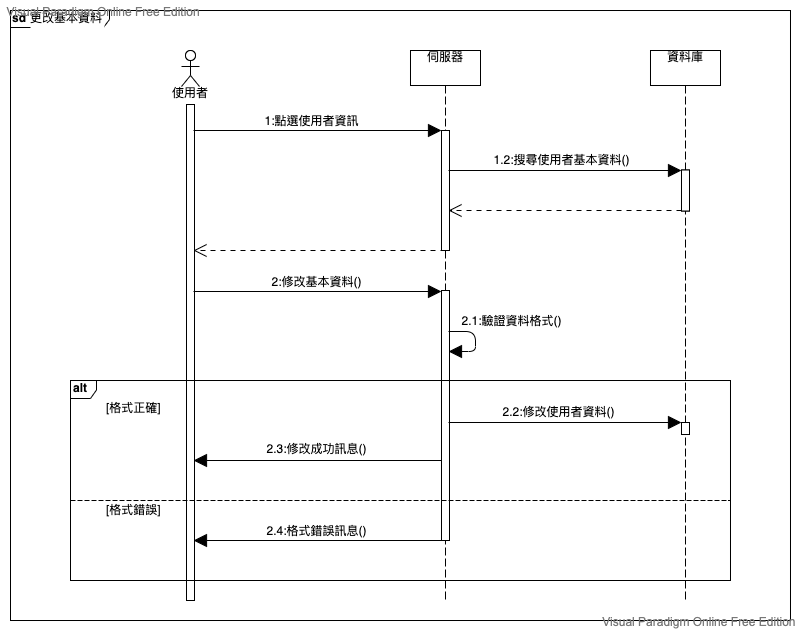 Visual Paradigm Online Free Edition
sd 更改基本資料
伺服器
資料庫
使用者
1:點選使用者資訊
1.2:搜尋使用者基本資料()
2:修改基本資料()
2.1:驗證資料格式()
alt
[格式正確]
2.2:修改使用者資料()
2.3:修改成功訊息()
[格式錯誤]
2.4:格式錯誤訊息()
Visual Paradigm Online Free Edition